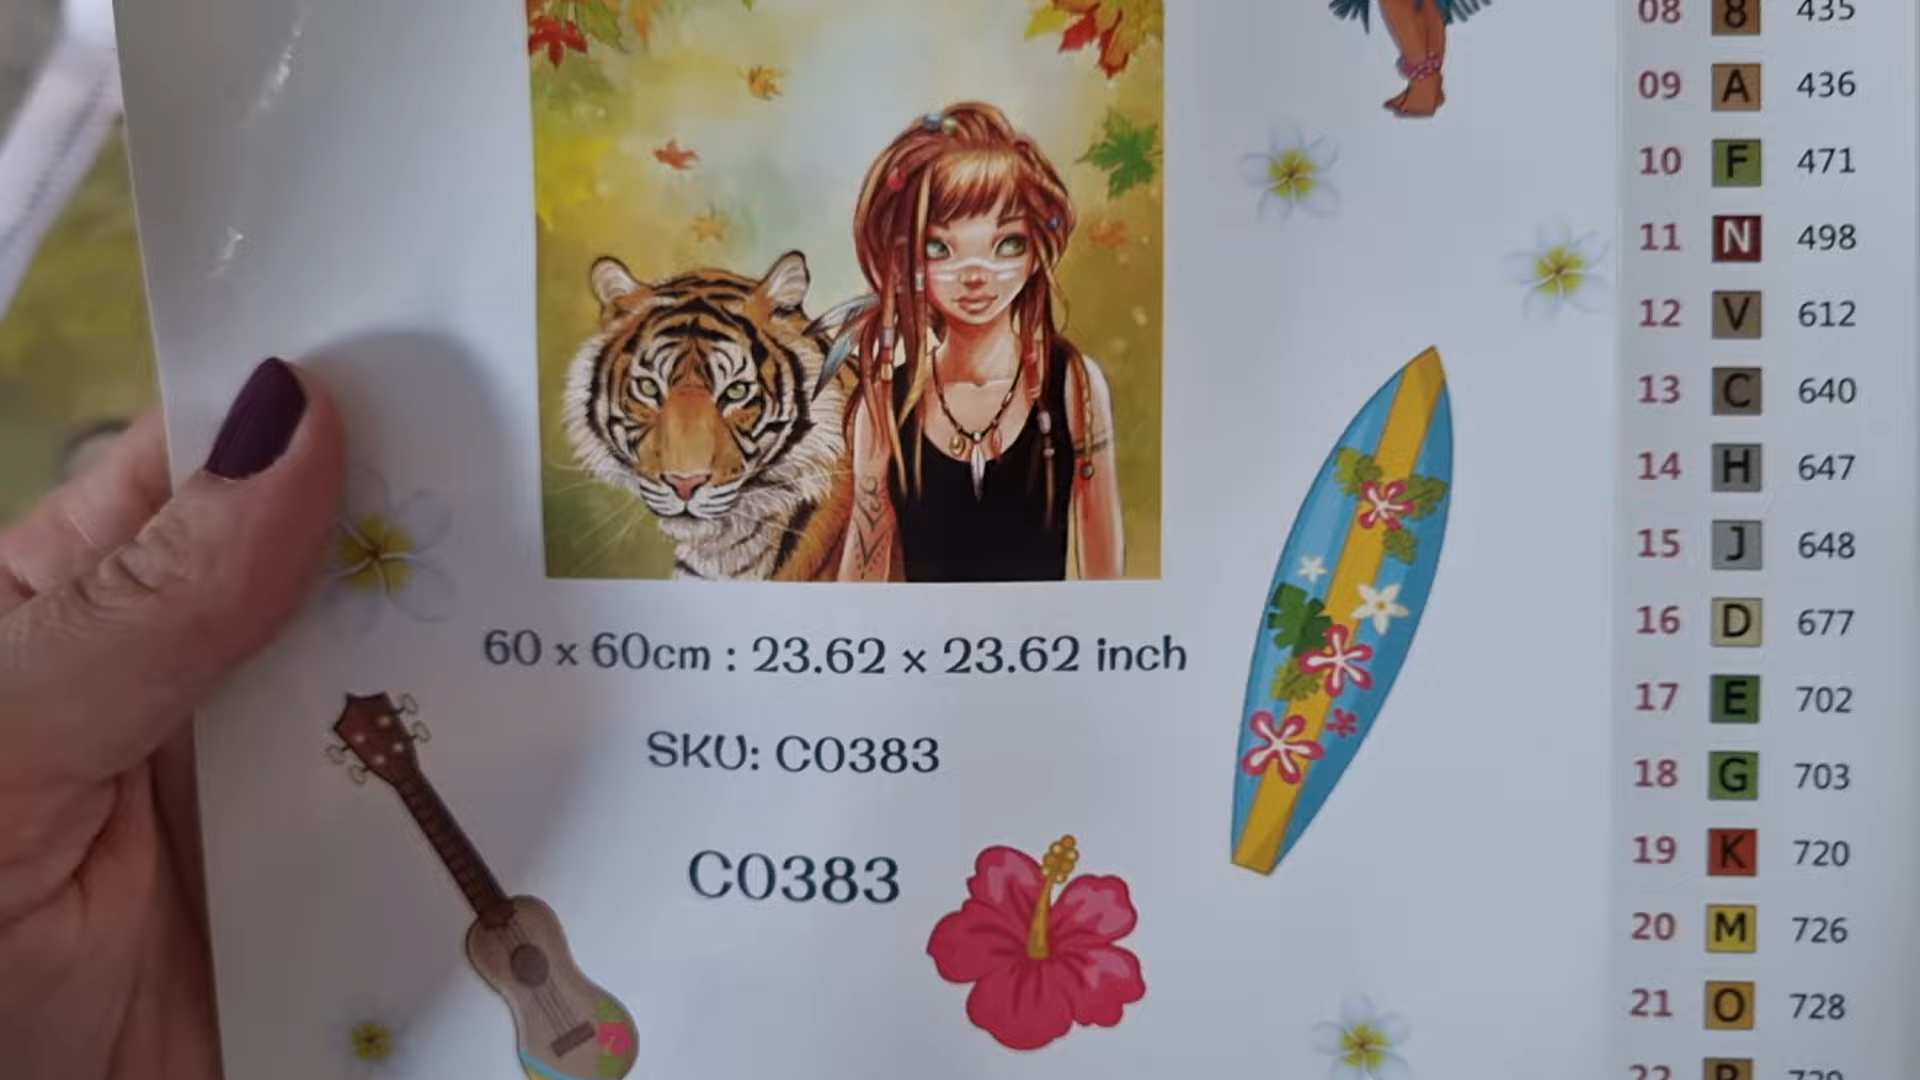 60 x 60cm : 23.62 x 23.62 inch
SKU: C0383
C0383
08 8 435
09 A 436
10 F 471
11 N 498
12 V 612
13 C 640
14 H 647
15 J 648
16 D 677
17 E 702
18 G 703
19 K 720
20 M 726
21 O 728